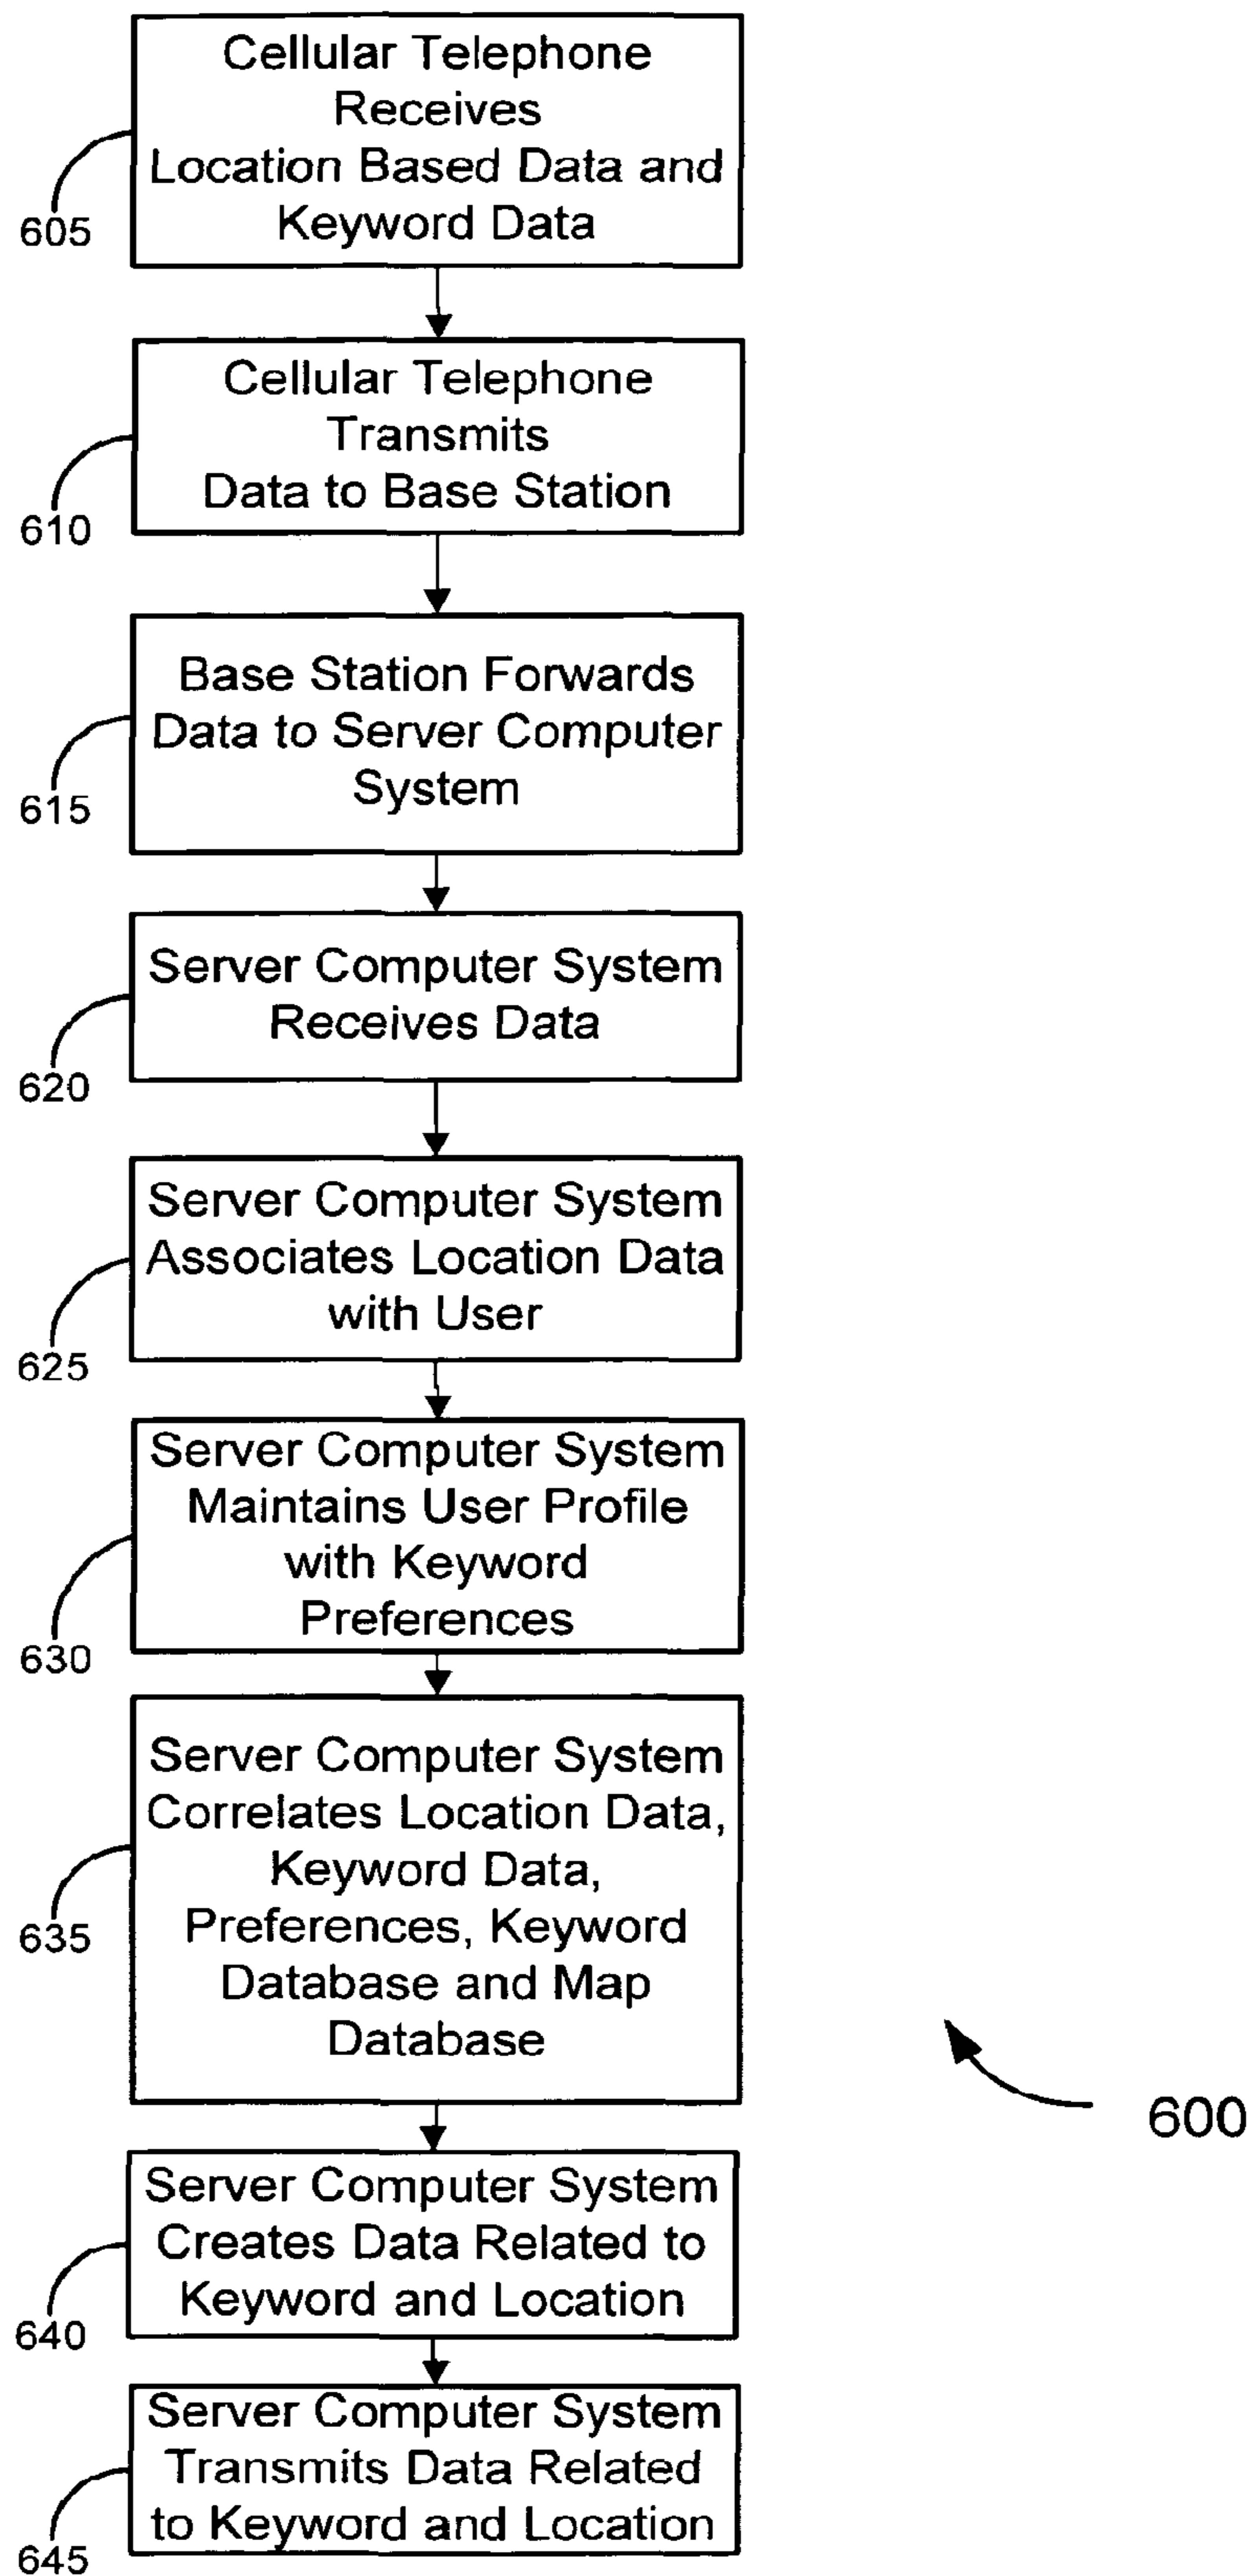 Cellular Telephone
Receives
Location Based Data and
Keyword Data
605
Cellular Telephone
Transmits
Data to Base Station
610
Base Station Forwards
Data to Server Computer
System
615
Server Computer System
Receives Data
620
Server Computer System
Associates Location Data
with User
625
Server Computer System
Maintains User Profile
with Keyword
Preferences
630
Server Computer System
Correlates Location Data,
Keyword Data,
Preferences, Keyword
Database and Map
Database
635
600
Server Computer System
Creates Data Related to
Keyword and Location
640
Server Computer System
Transmits Data Related
to Keyword and Location
645